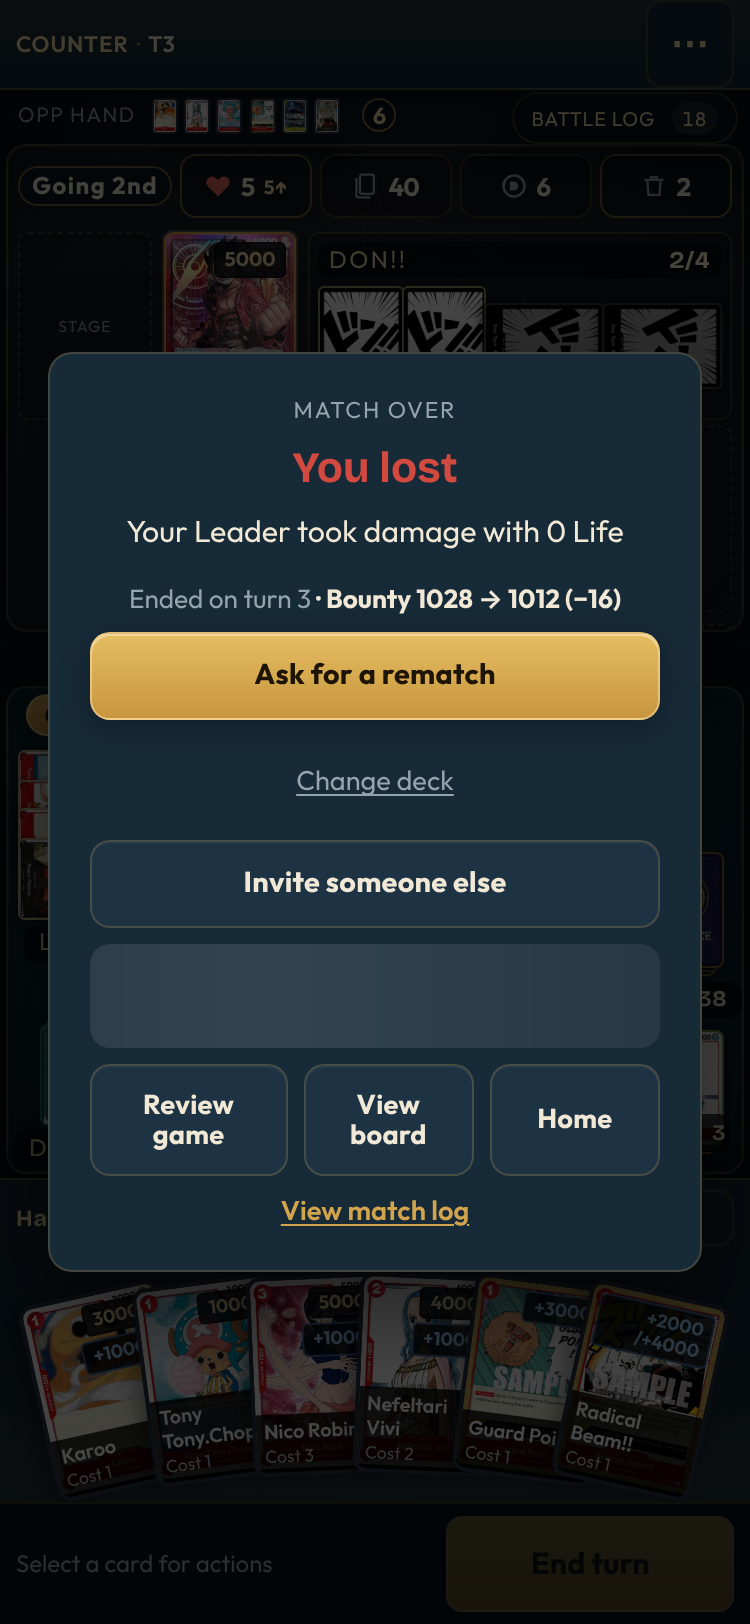 COUNTER · T3
OPP HAND
6
BATTLE LOG 18
Going 2nd
5 5↑
40
6
2
STAGE
5000
DON!!
2/4
MATCH OVER
You lost
Your Leader took damage with 0 Life
Ended on turn 3 · Bounty 1028 → 1012 (−16)
Ask for a rematch
Change deck
Invite someone else
Review
game
View
board
Home
View match log
38
3
3000
+1000
Karoo
Cost 1
1000
Tony
Tony.Chop
Cost 1
5000
+1000
Nico Robin
Cost 3
4000
+1000
Nefeltari
Vivi
Cost 2
+3000
SAMPL
Guard Poi
Cost 1
+2000
/+4000
SAMPLE
Radical
Beam!!
Cost 1
Select a card for actions
End turn